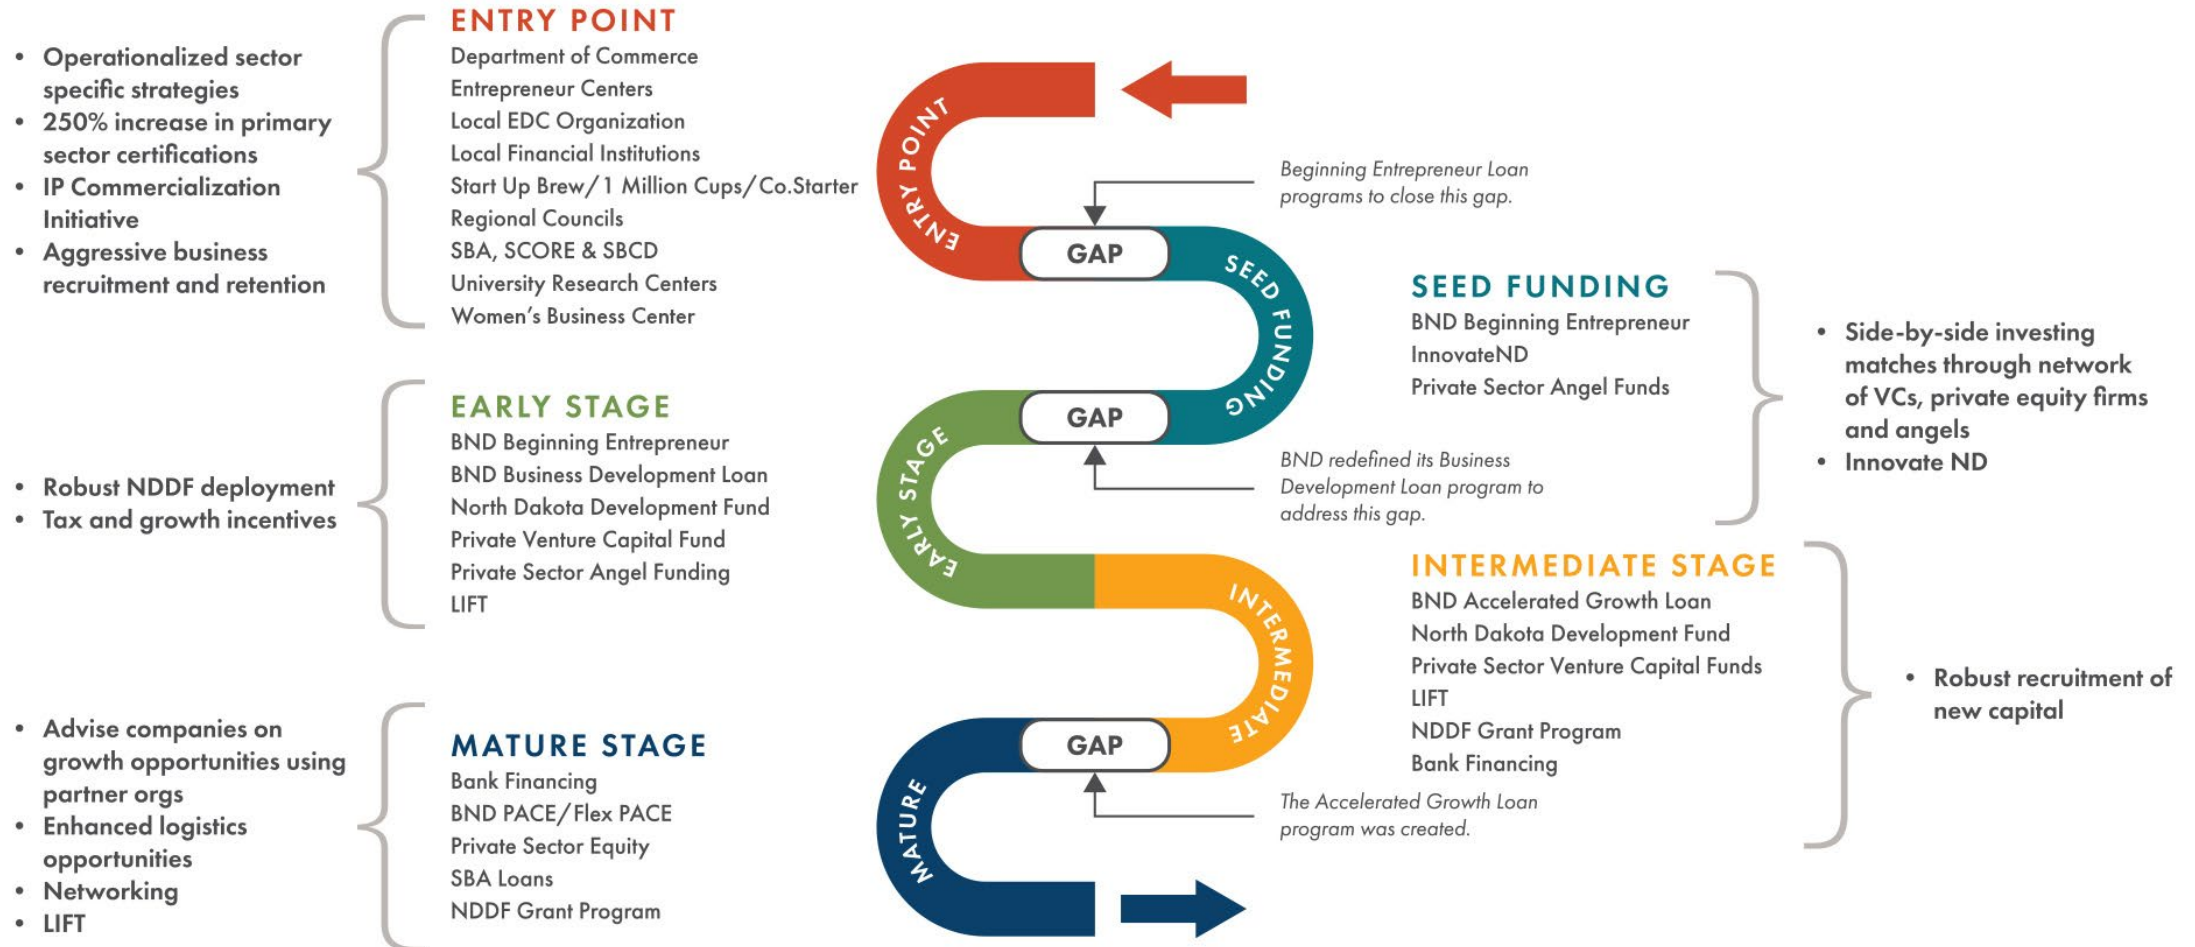 ENTRY POINT
Department of Commerce
Entrepreneur Centers
Local EDC Organization
Local Financial Institutions
Start Up Brew/1 Million Cups/Co.Starter
Regional Councils
SBA, SCORE & SBCD
University Research Centers
Women's Business Center
• Operationalized sector
specific strategies
• 250% increase in primary
sector certifications
• IP Commercialization
Initiative
• Aggressive business
recruitment and retention
ENTRY POINT
Beginning Entrepreneur Loan
programs to close this gap.
GAP
SEED FUNDING
SEED FUNDING
BND Beginning Entrepreneur
InnovateND
Private Sector Angel Funds
• Side-by-side investing
matches through network
of VCs, private equity firms
and angels
• Innovate ND
GAP
BND redefined its Business
Development Loan program to
address this gap.
EARLY STAGE
BND Beginning Entrepreneur
BND Business Development Loan
North Dakota Development Fund
Private Venture Capital Fund
Private Sector Angel Funding
LIFT
• Robust NDDF deployment
• Tax and growth incentives
EARLY STAGE
INTERMEDIATE
INTERMEDIATE STAGE
BND Accelerated Growth Loan
North Dakota Development Fund
Private Sector Venture Capital Funds
LIFT
NDDF Grant Program
Bank Financing
• Robust recruitment of
new capital
GAP
The Accelerated Growth Loan
program was created.
MATURE STAGE
Bank Financing
BND PACE/Flex PACE
Private Sector Equity
SBA Loans
NDDF Grant Program
• Advise companies on
growth opportunities using
partner orgs
• Enhanced logistics
opportunities
• Networking
• LIFT
MATURE